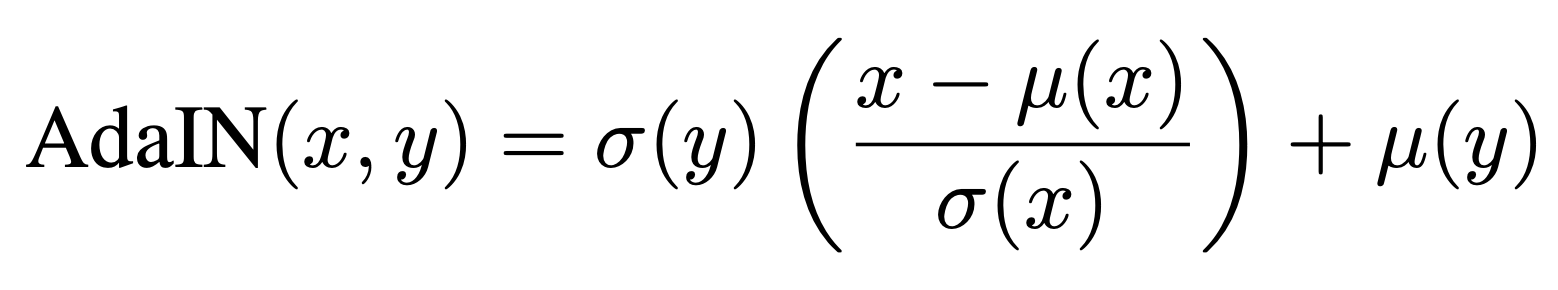 AdaIN(x, y) = σ(y) ( (x − μ(x)) / σ(x) ) + μ(y)